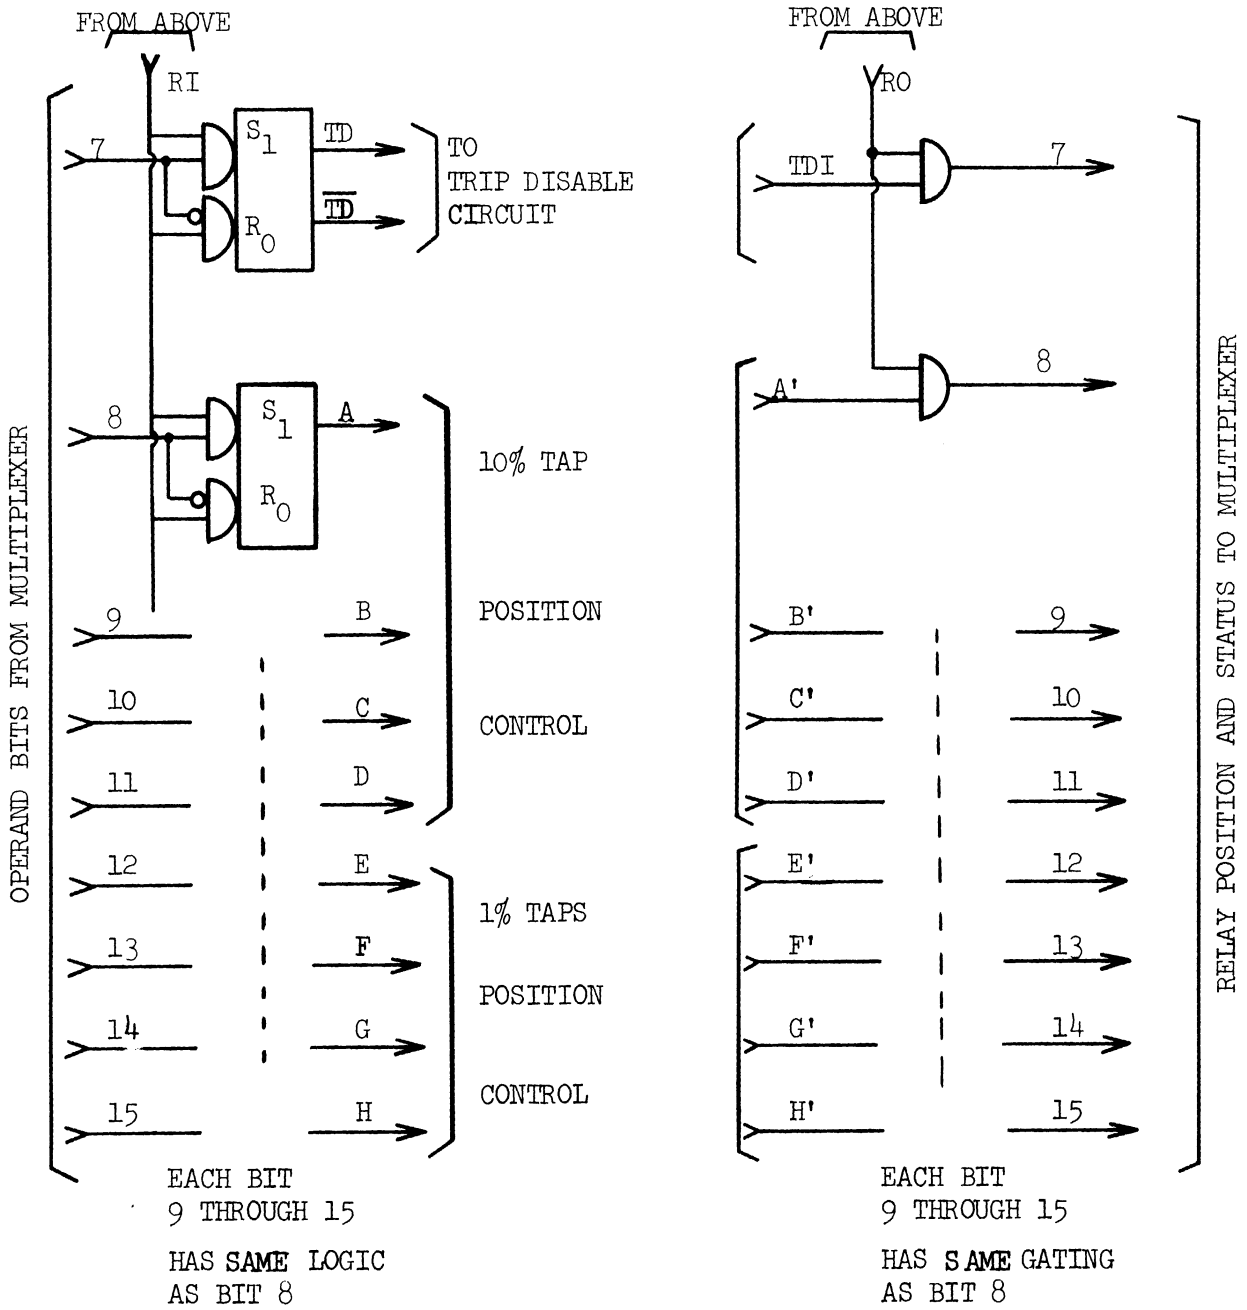 FROM ABOVE
RI
7
S1
R0
TD
TD
TO
TRIP DISABLE
CIRCUIT
8
S1
R0
A
10% TAP
POSITION
CONTROL
9
B
10
C
11
D
12
E
1% TAPS
13
F
POSITION
14
G
CONTROL
15
H
OPERAND BITS FROM MULTIPLEXER
EACH BIT
9 THROUGH 15
HAS SAME LOGIC
AS BIT 8
FROM ABOVE
RO
TDI
7
A'
8
B'
9
C'
10
D'
11
E'
12
F'
13
G'
14
H'
15
RELAY POSITION AND STATUS TO MULTIPLEXER
EACH BIT
9 THROUGH 15
HAS SAME GATING
AS BIT 8